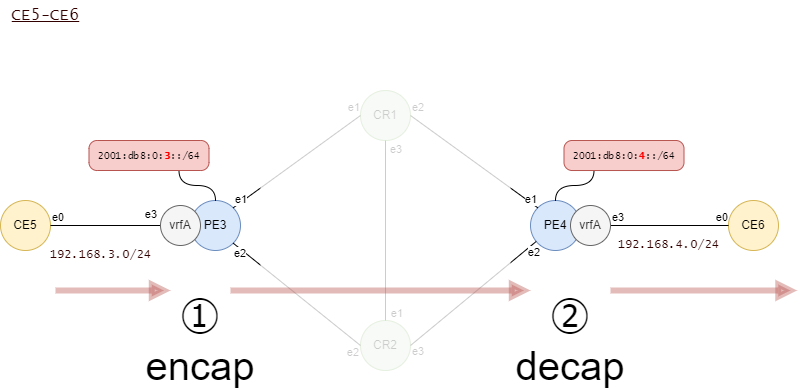 CE5-CE6
CR1
e1
e2
e3
2001:db8:0:3::/64
2001:db8:0:4::/64
CE5
e0
e3
vrfA
PE3
e1
e2
192.168.3.0/24
PE4
vrfA
e1
e2
e3
e0
CE6
192.168.4.0/24
CR2
e1
e2
e3
①
encap
②
decap